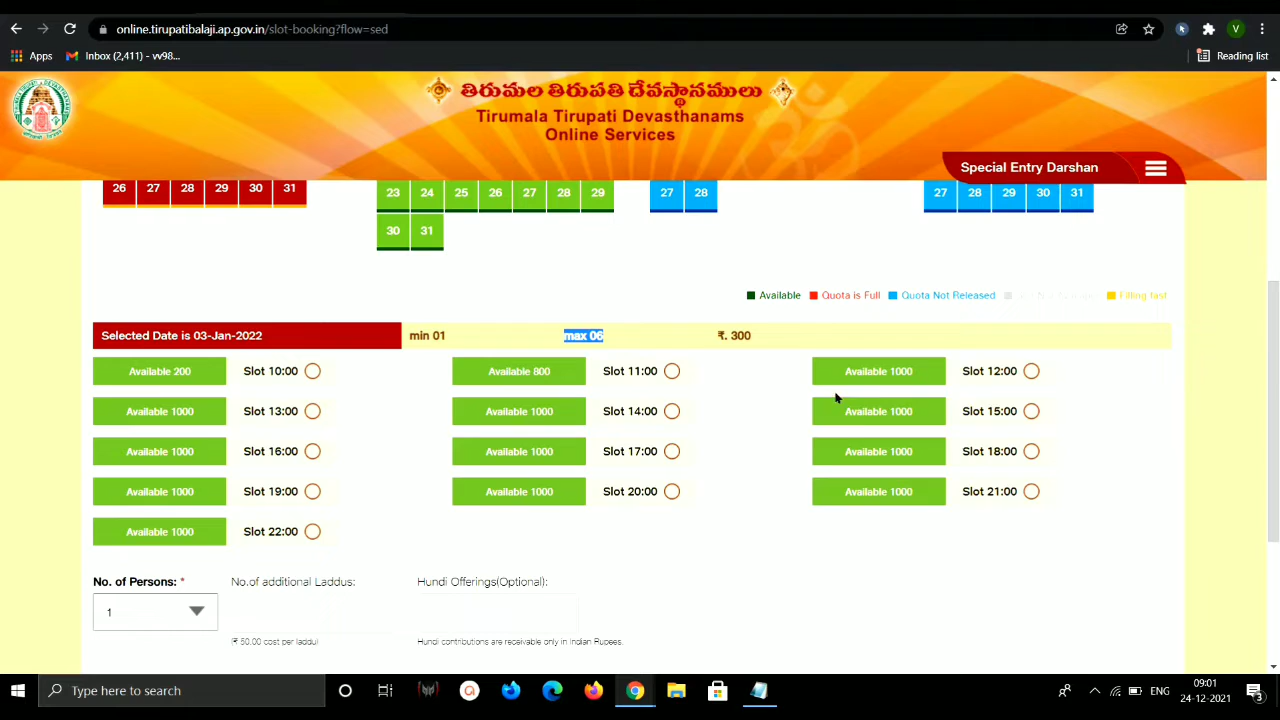 online.tirupatibalaji.ap.gov.in/slot-booking?flow=sed
V
Apps
Inbox (2,411) - vv98...
Reading list
తిరుమల తిరుపతి దేవస్థానములు
Tirumala Tirupati Devasthanams
Online Services
Special Entry Darshan
26 27 28 29 30 31
23 24 25 26 27 28 29
27 28
27 28 29 30 31
30 31
Available Quota is Full Quota Not Released Filling fast
Selected Date is 03-Jan-2022 min 01 max 06 ₹. 300
Available 200 Slot 10:00 Available 800 Slot 11:00 Available 1000 Slot 12:00
Available 1000 Slot 13:00 Available 1000 Slot 14:00 Available 1000 Slot 15:00
Available 1000 Slot 16:00 Available 1000 Slot 17:00 Available 1000 Slot 18:00
Available 1000 Slot 19:00 Available 1000 Slot 20:00 Available 1000 Slot 21:00
Available 1000 Slot 22:00
No. of Persons: * No.of additional Laddus: Hundi Offerings(Optional):
1
₹ 50.00 cost per laddu) Hundi contributions are receivable only in Indian Rupees.
Type here to search
ENG
09:01
24-12-2021
3